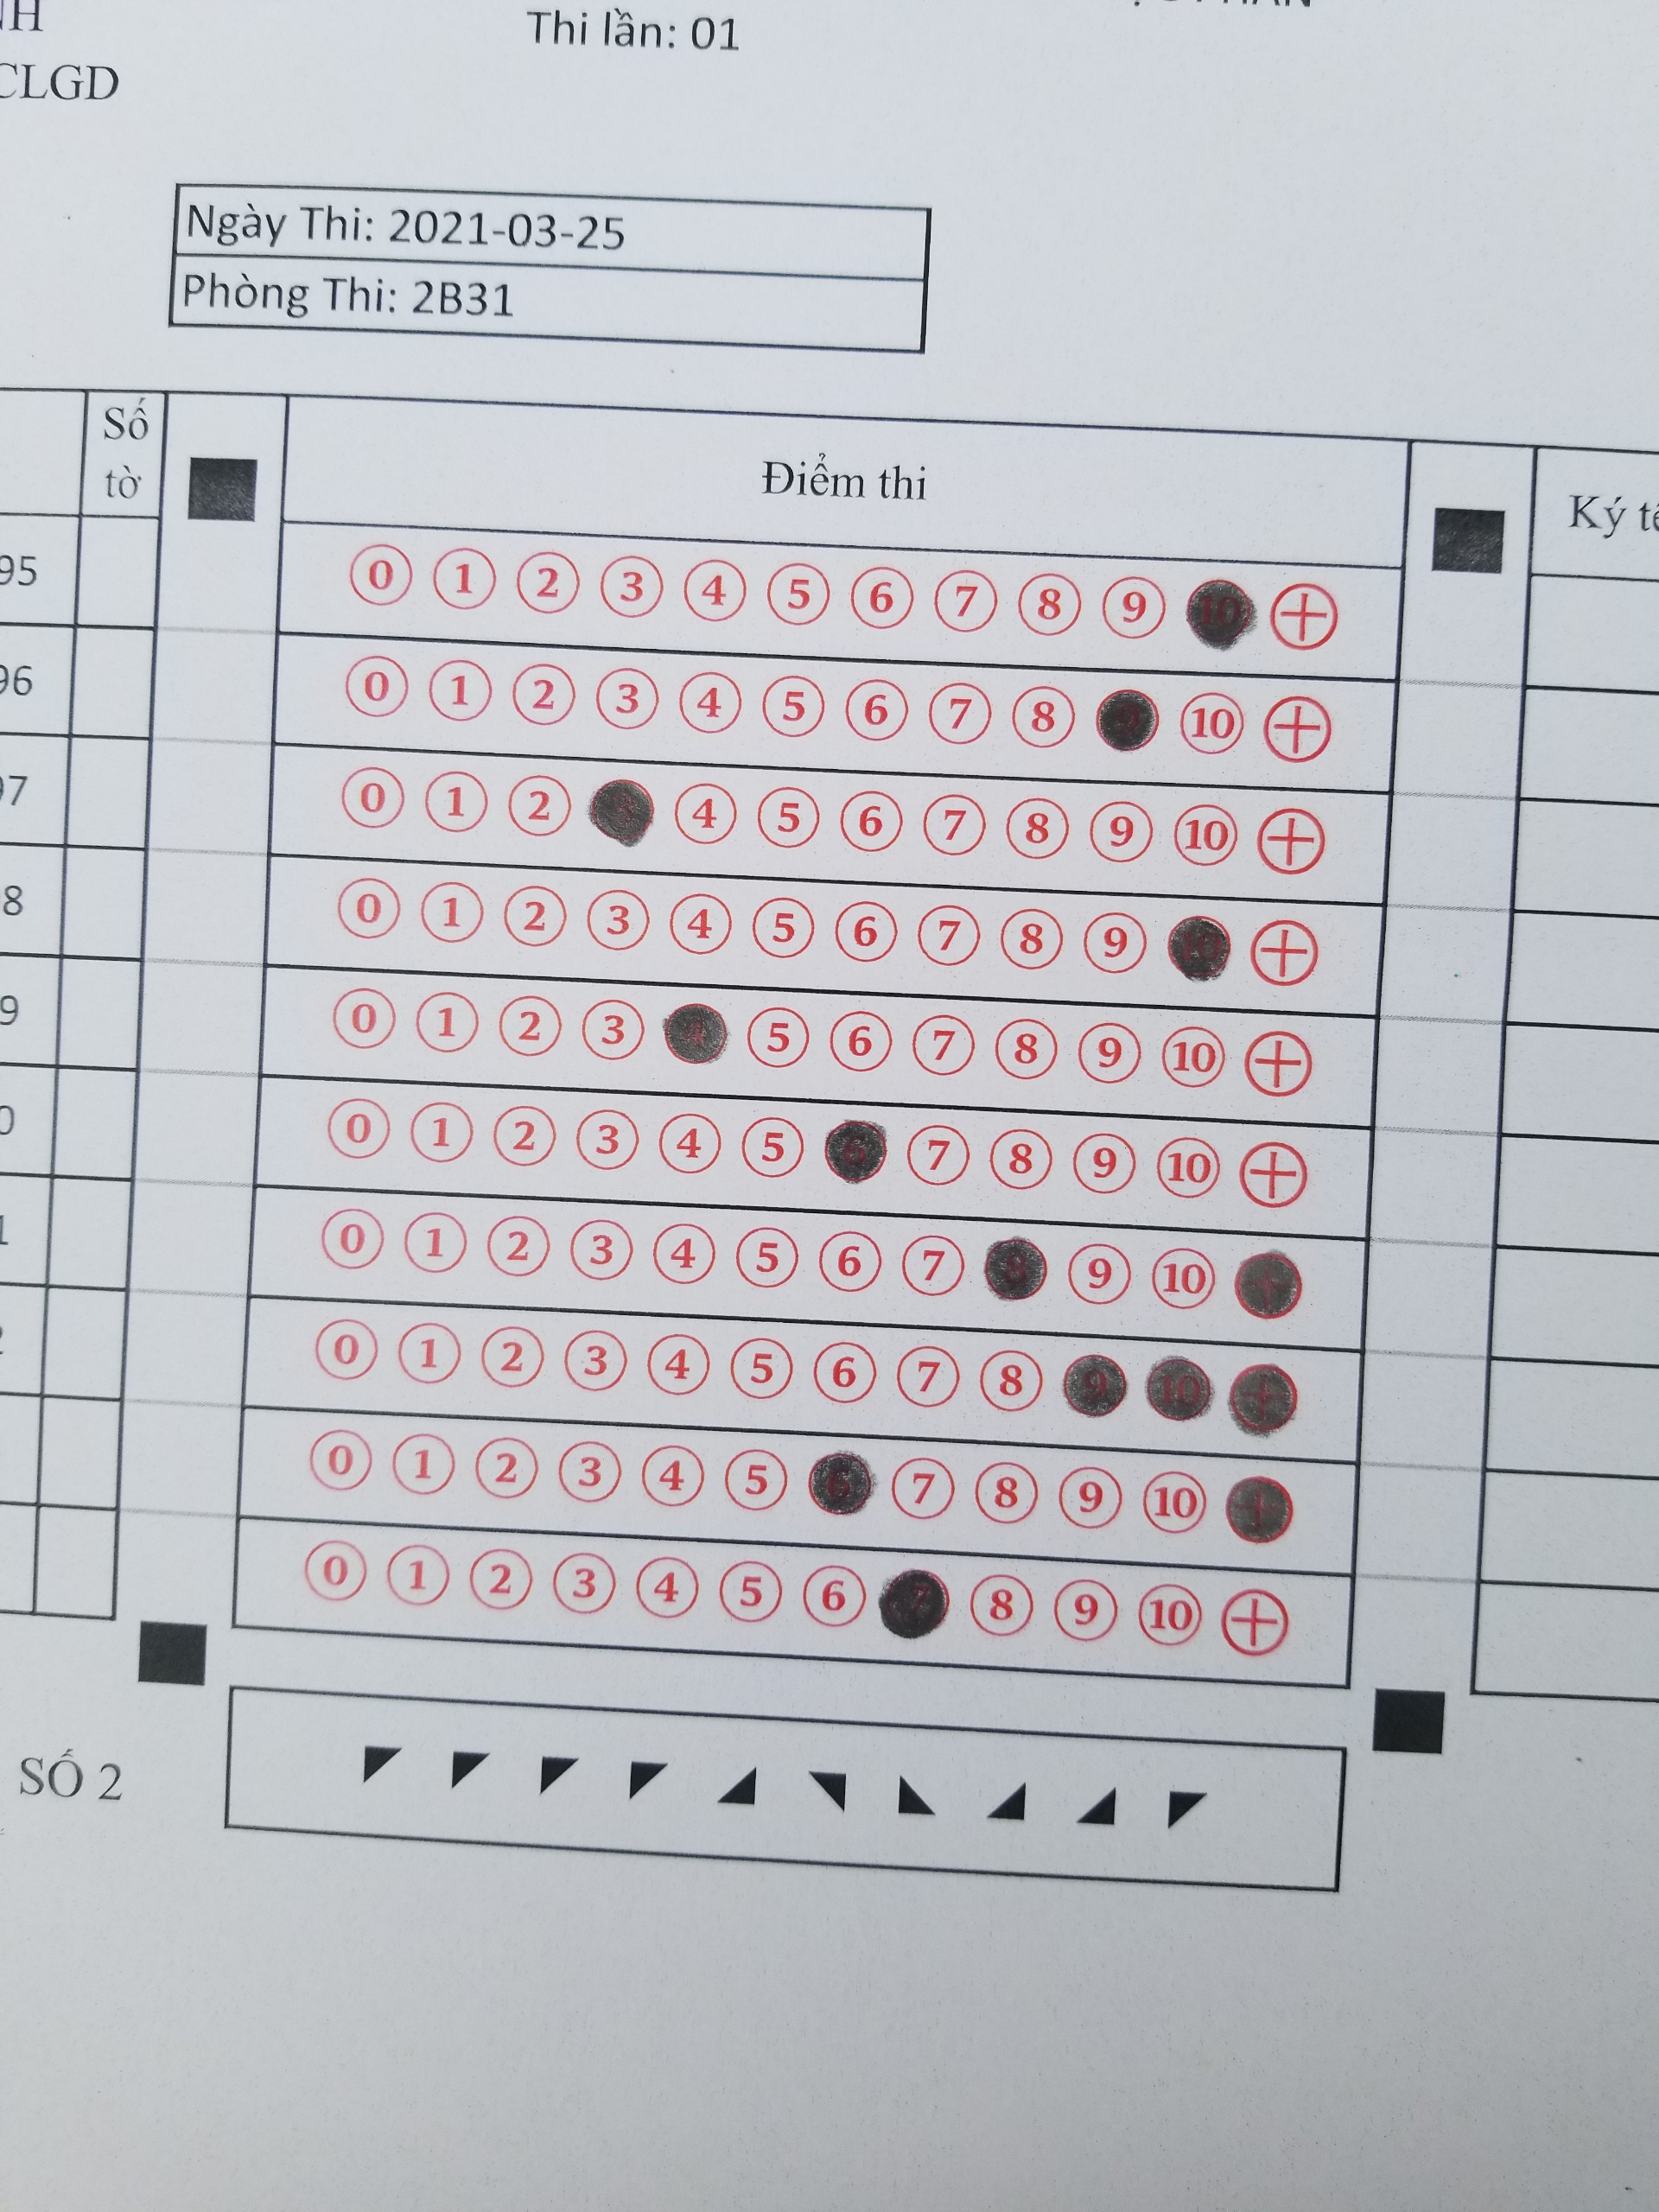 Thi lần: 01
CLGD
Ngày Thi: 2021-03-25
Phòng Thi: 2B31
Số tờ
Điểm thi
Ký
95 0 1 2 3 4 5 6 7 8 9 10 +
96 0 1 2 3 4 5 6 7 8 9 10 +
97 0 1 2 3 4 5 6 7 8 9 10 +
8 0 1 2 3 4 5 6 7 8 9 10 +
9 0 1 2 3 4 5 6 7 8 9 10 +
0 0 1 2 3 4 5 6 7 8 9 10 +
1 0 1 2 3 4 5 6 7 8 9 10 +
2 0 1 2 3 4 5 6 7 8 9 10 +
0 1 2 3 4 5 6 7 8 9 10 +
0 1 2 3 4 5 6 7 8 9 10 +
SỐ 2